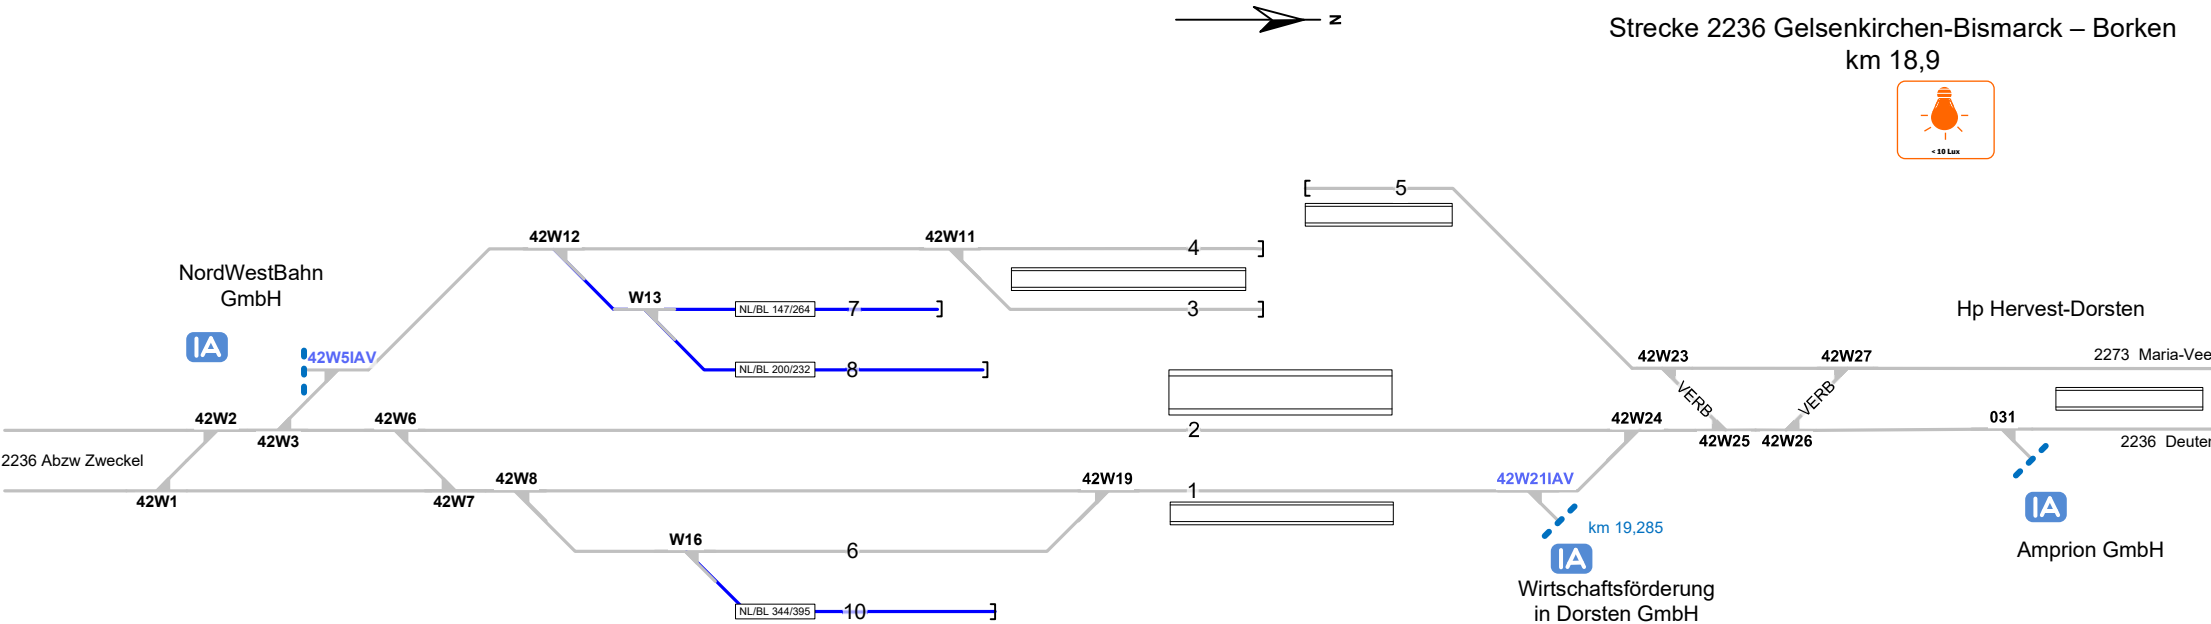 N
Strecke 2236 Gelsenkirchen-Bismarck – Borken
km 18,9
< 10 Lux
5
42W12
42W11
4
NordWestBahn
GmbH
W13
NL/BL 147/264
7
3
Hp Hervest-Dorsten
IA
42W5IAV
NL/BL 200/232
8
42W23
42W27
2273 Maria-Vee
VERB
VERB
42W2
42W3
42W6
2
42W24
42W25
42W26
031
2236 Abzw Zweckel
2236 Deuten
42W1
42W7
42W8
42W19
1
42W21IAV
km 19,285
IA
Amprion GmbH
W16
6
IA
Wirtschaftsförderung
in Dorsten GmbH
NL/BL 344/395
10